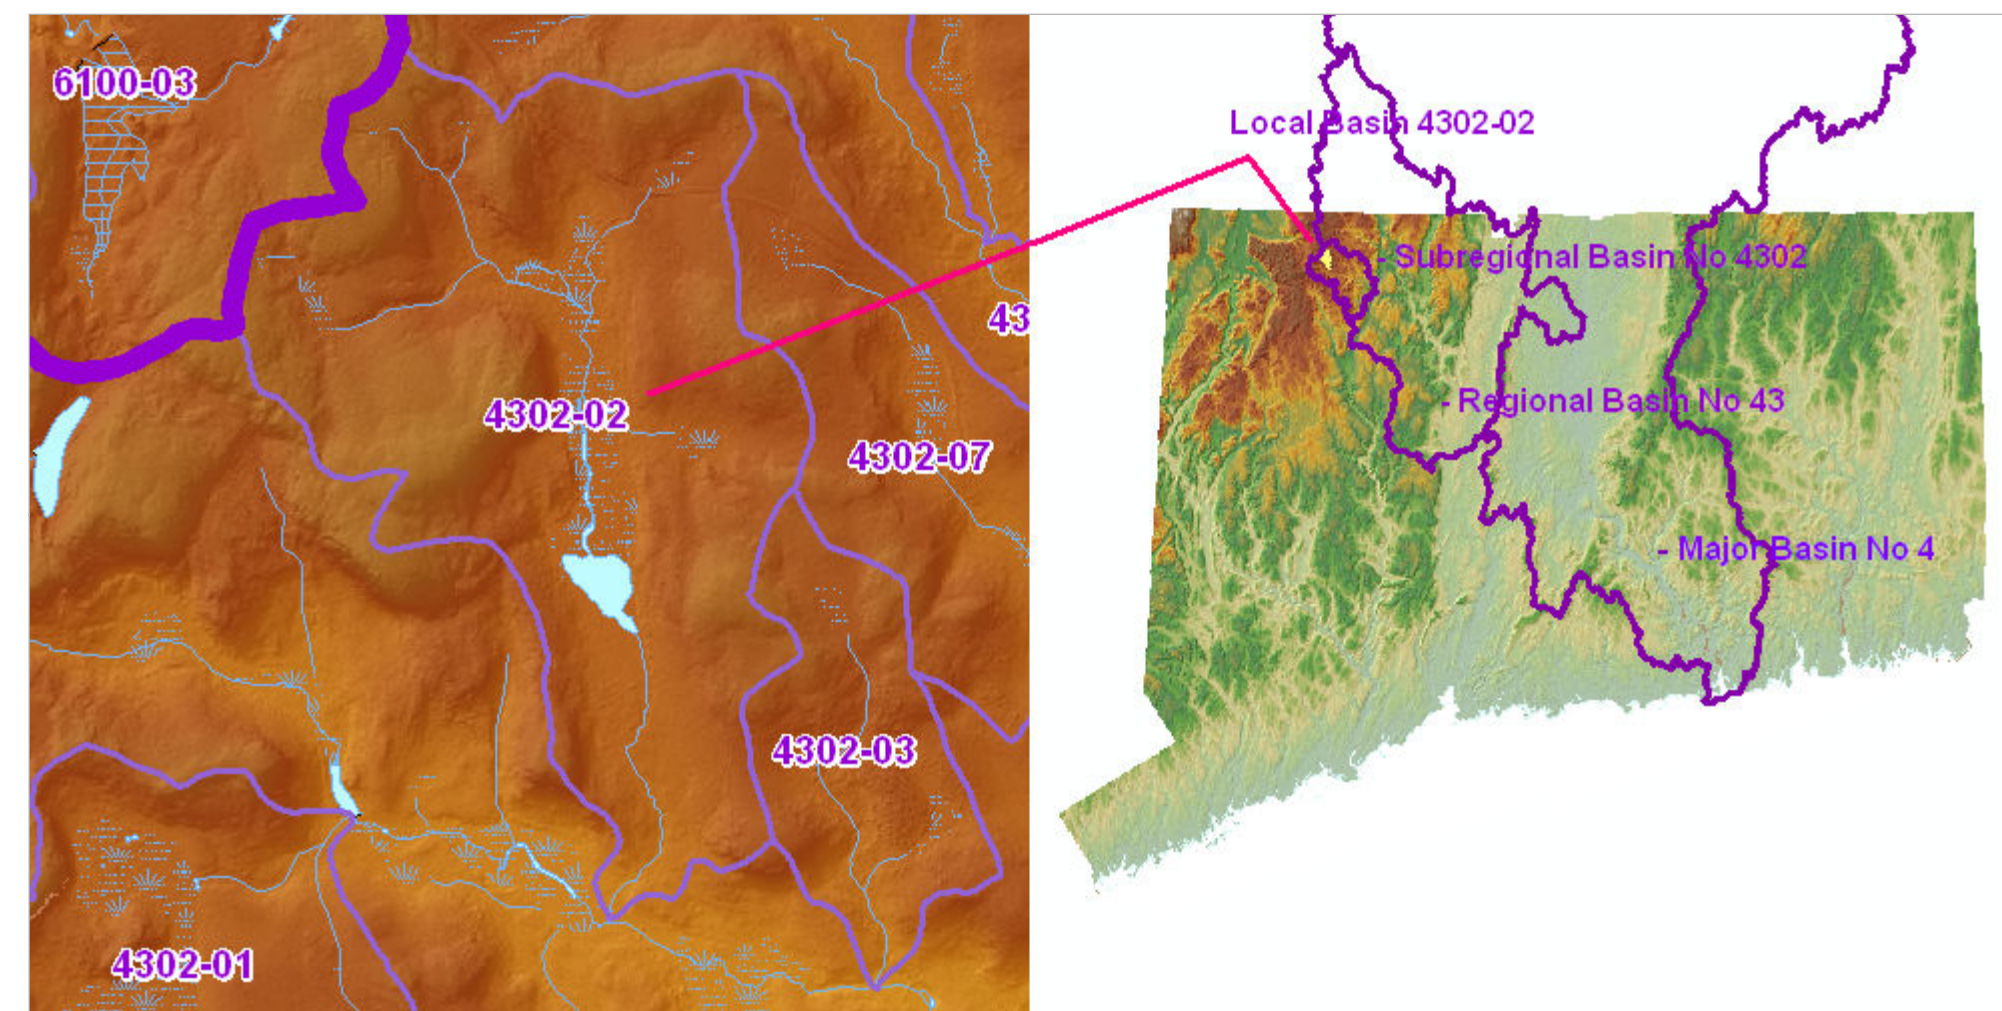 6100-03
43
4302-02
4302-07
4302-03
4302-01
Local Basin 4302-02
- Subregional Basin No 4302
- Regional Basin No 43
- Major Basin No 4